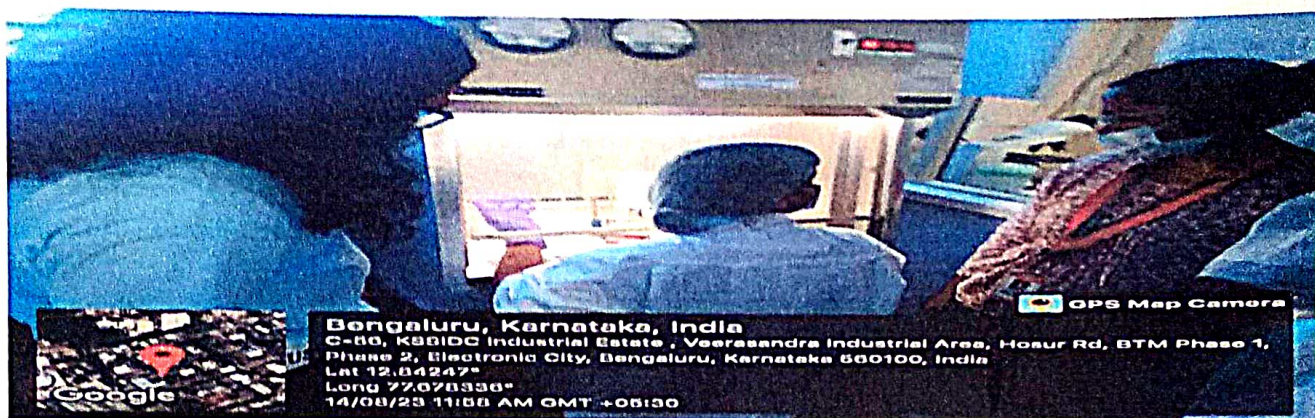 GPS Map Camera
Bengaluru, Karnataka, India
C-56, KSSIDC Industrial Estate, Veerasandra Industrial Area, Hosur Rd, BTM Phase 1,
Phase 2, Electronic City, Bengaluru, Karnataka 560100, India
Lat 12.84247°
Long 77.678336°
14/08/23 11:58 AM GMT +05:30
Google